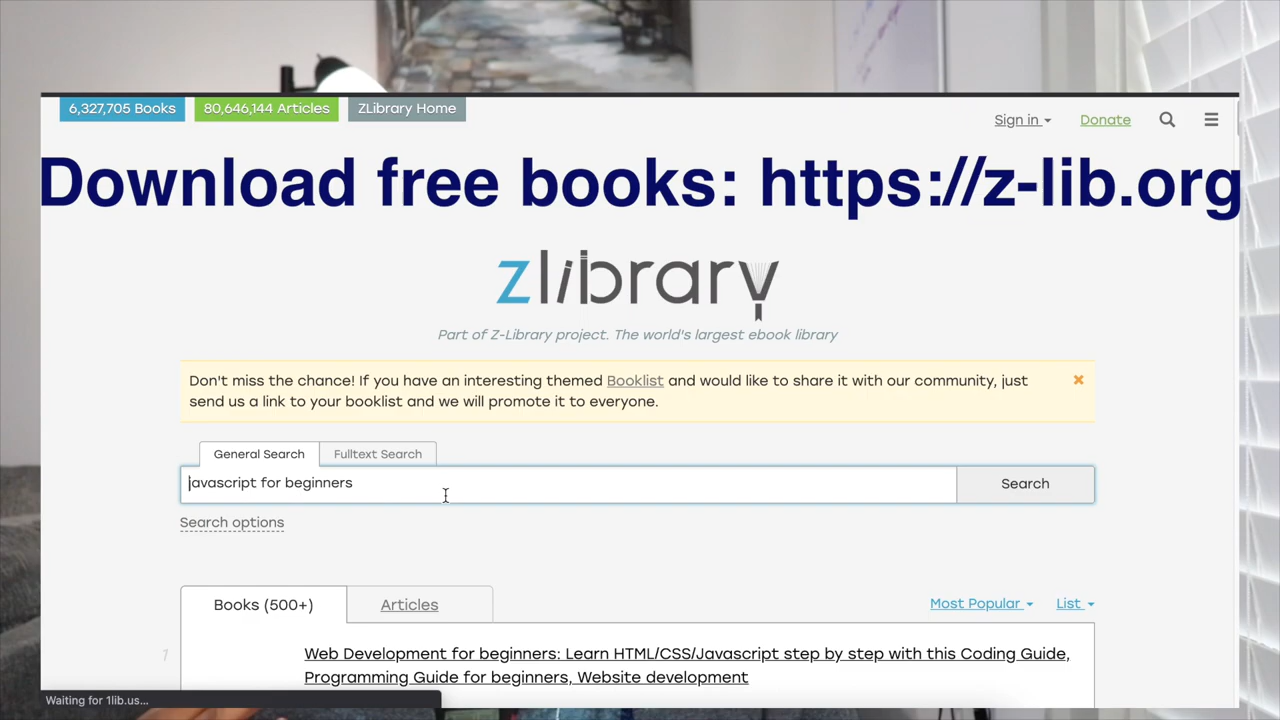 6,327,705 Books 80,646,144 Articles ZLibrary Home
Sign in Donate
Download free books: https://z-lib.org
zlibrary
Part of Z-Library project. The world's largest ebook library
Don't miss the chance! If you have an interesting themed Booklist and would like to share it with our community, just
send us a link to your booklist and we will promote it to everyone.
General Search Fulltext Search
javascript for beginners Search
Search options
Books (500+) Articles Most Popular List
1 Web Development for beginners: Learn HTML/CSS/Javascript step by step with this Coding Guide,
Programming Guide for beginners, Website development
Waiting for 1lib.us...